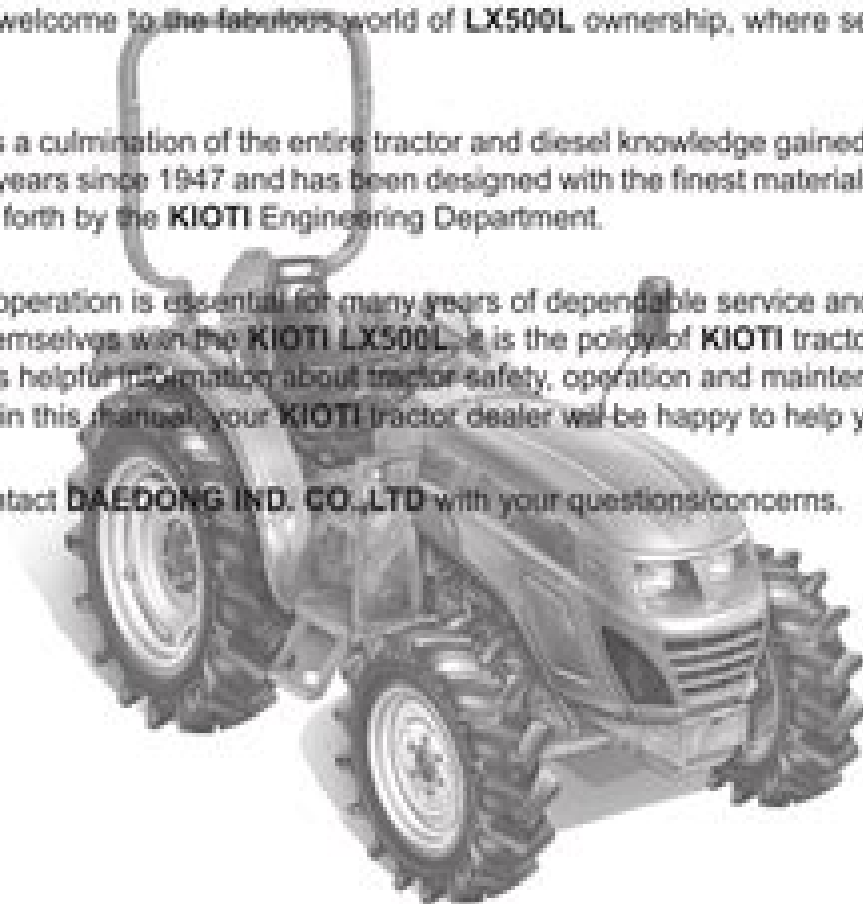 welcome to the fabulous world of LX500L ownership, where se
s a culmination of the entire tractor and diesel knowledge gained
years since 1947 and has been designed with the finest material
forth by the KIOTI Engineering Department.
operation is essential for many years of dependable service an
emselves with the KIOTI LX500L, it is the policy of KIOTI tracto
s helpful information about tractor safety, operation and mainten
in this manual, your KIOTI tractor dealer will be happy to help y
ntact DAEDONG IND. CO.,LTD with your questions/concerns.